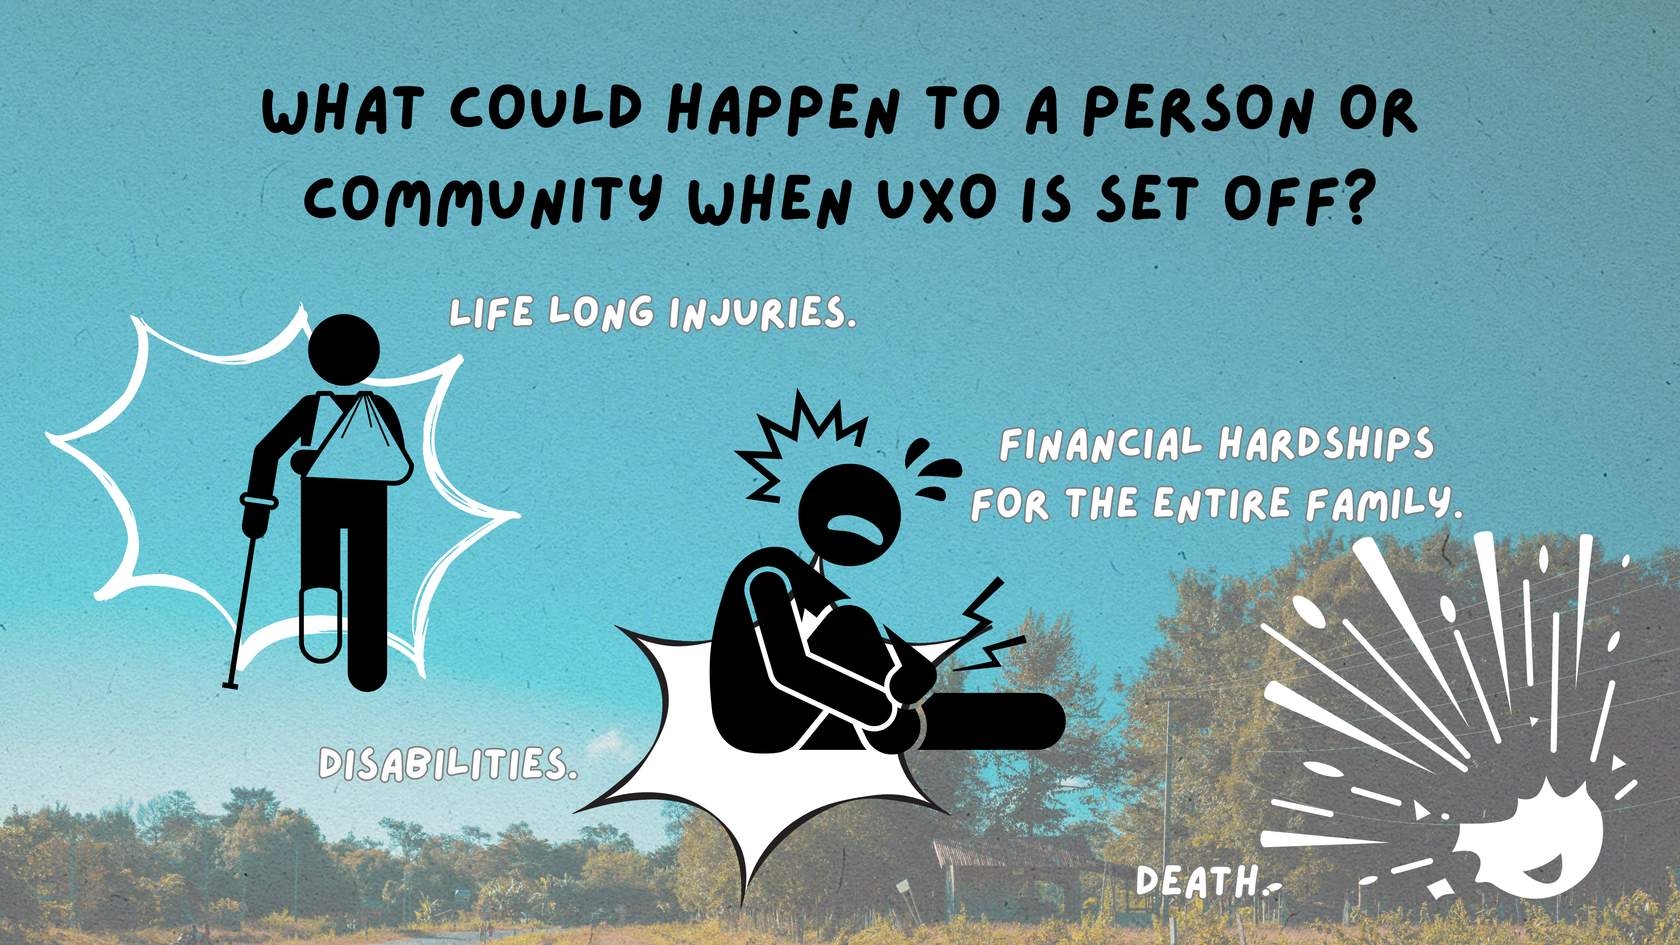 WHAT COULD HAPPEN TO A PERSON OR
COMMUNITY WHEN UXO IS SET OFF?
LIFE LONG INJURIES.
FINANCIAL HARDSHIPS
FOR THE ENTIRE FAMILY.
DISABILITIES.
DEATH.